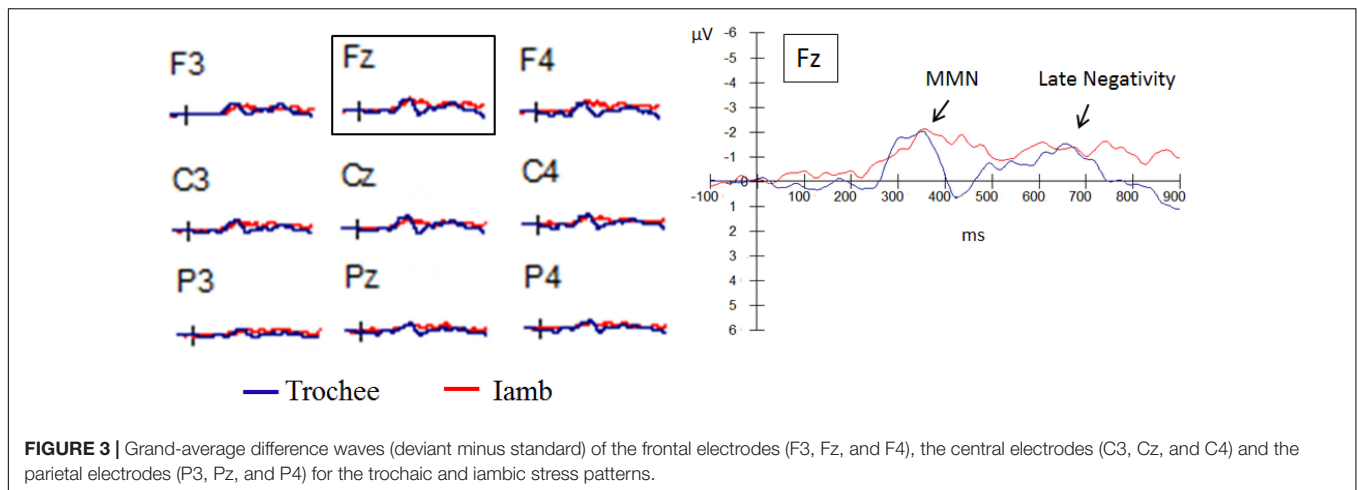 F3
Fz
F4
C3
Cz
C4
P3
Pz
P4
Trochee
Iamb
µV
-6
-5
-4
-3
-2
-1
0
1
2
3
4
5
6
Fz
MMN
Late Negativity
-100 0 100 200 300 400 500 600 700 800 900
ms
FIGURE 3 | Grand-average difference waves (deviant minus standard) of the frontal electrodes (F3, Fz, and F4), the central electrodes (C3, Cz, and C4) and the
parietal electrodes (P3, Pz, and P4) for the trochaic and iambic stress patterns.